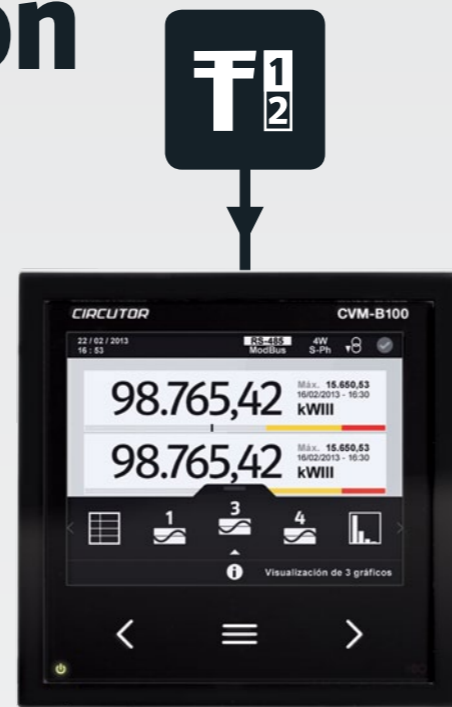 on
1
2
CIRCUTOR CVM-B100
22/02/2013 RS-485 4W
16:53 ModBus S-Ph
98.765,42 Máx. 15.650,53
16/02/2013 - 16:30
kWIII
98.765,42 Máx. 15.650,53
16/02/2013 - 16:30
kWIII
1 3 4
i Visualización de 3 gráficos